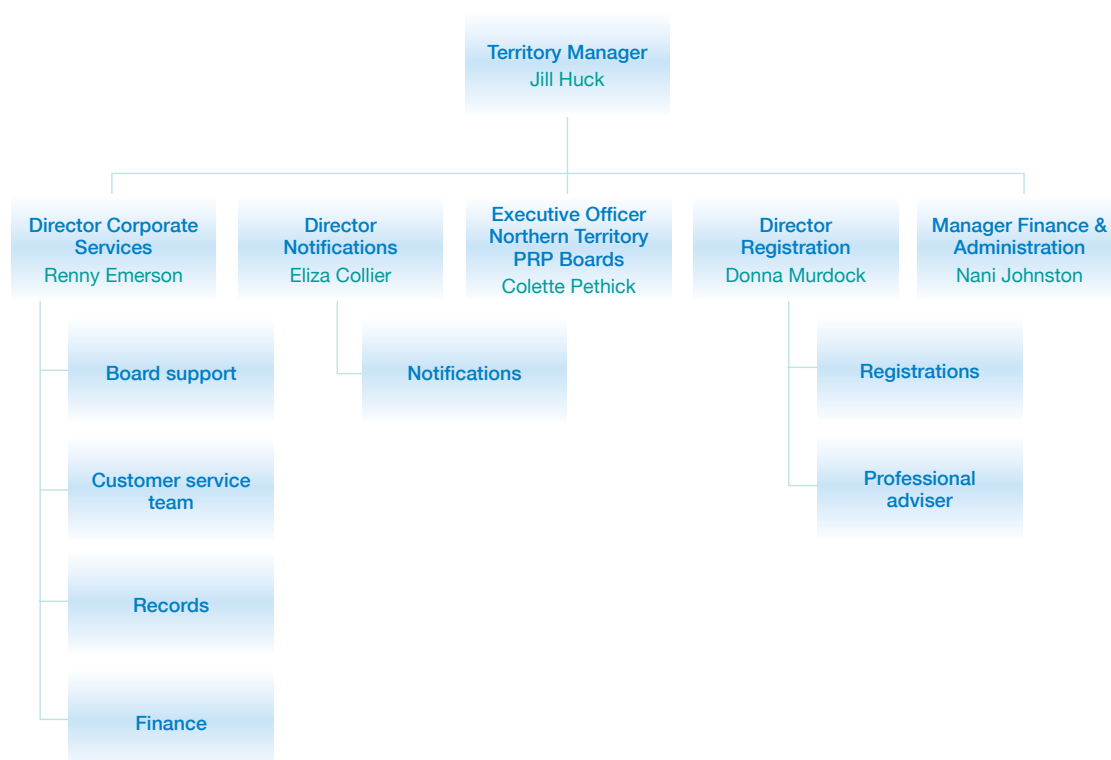 Territory Manager
Jill Huck
Director Corporate
Services
Renny Emerson
Director
Notifications
Eliza Collier
Executive Officer
Northern Territory
PRP Boards
Colette Pethick
Director
Registration
Donna Murdock
Manager Finance &
Administration
Nani Johnston
Board support
Customer service
team
Records
Finance
Notifications
Registrations
Professional
adviser